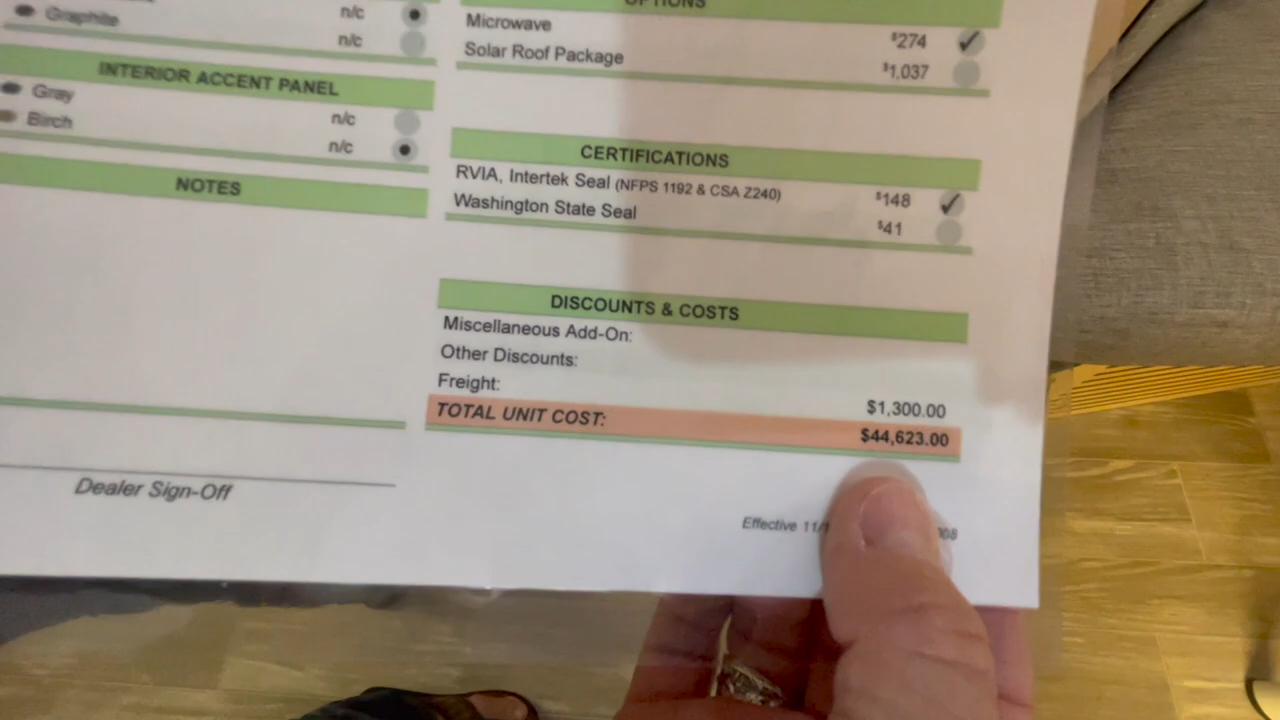 Graphite n/c
n/c
INTERIOR ACCENT PANEL
Gray n/c
Birch n/c
NOTES
Dealer Sign-Off
OPTIONS
Microwave $274 ✓
Solar Roof Package $1,037
CERTIFICATIONS
RVIA, Intertek Seal (NFPS 1192 & CSA Z240) $148 ✓
Washington State Seal $41
DISCOUNTS & COSTS
Miscellaneous Add-On:
Other Discounts:
Freight: $1,300.00
TOTAL UNIT COST: $44,623.00
Effective 11/